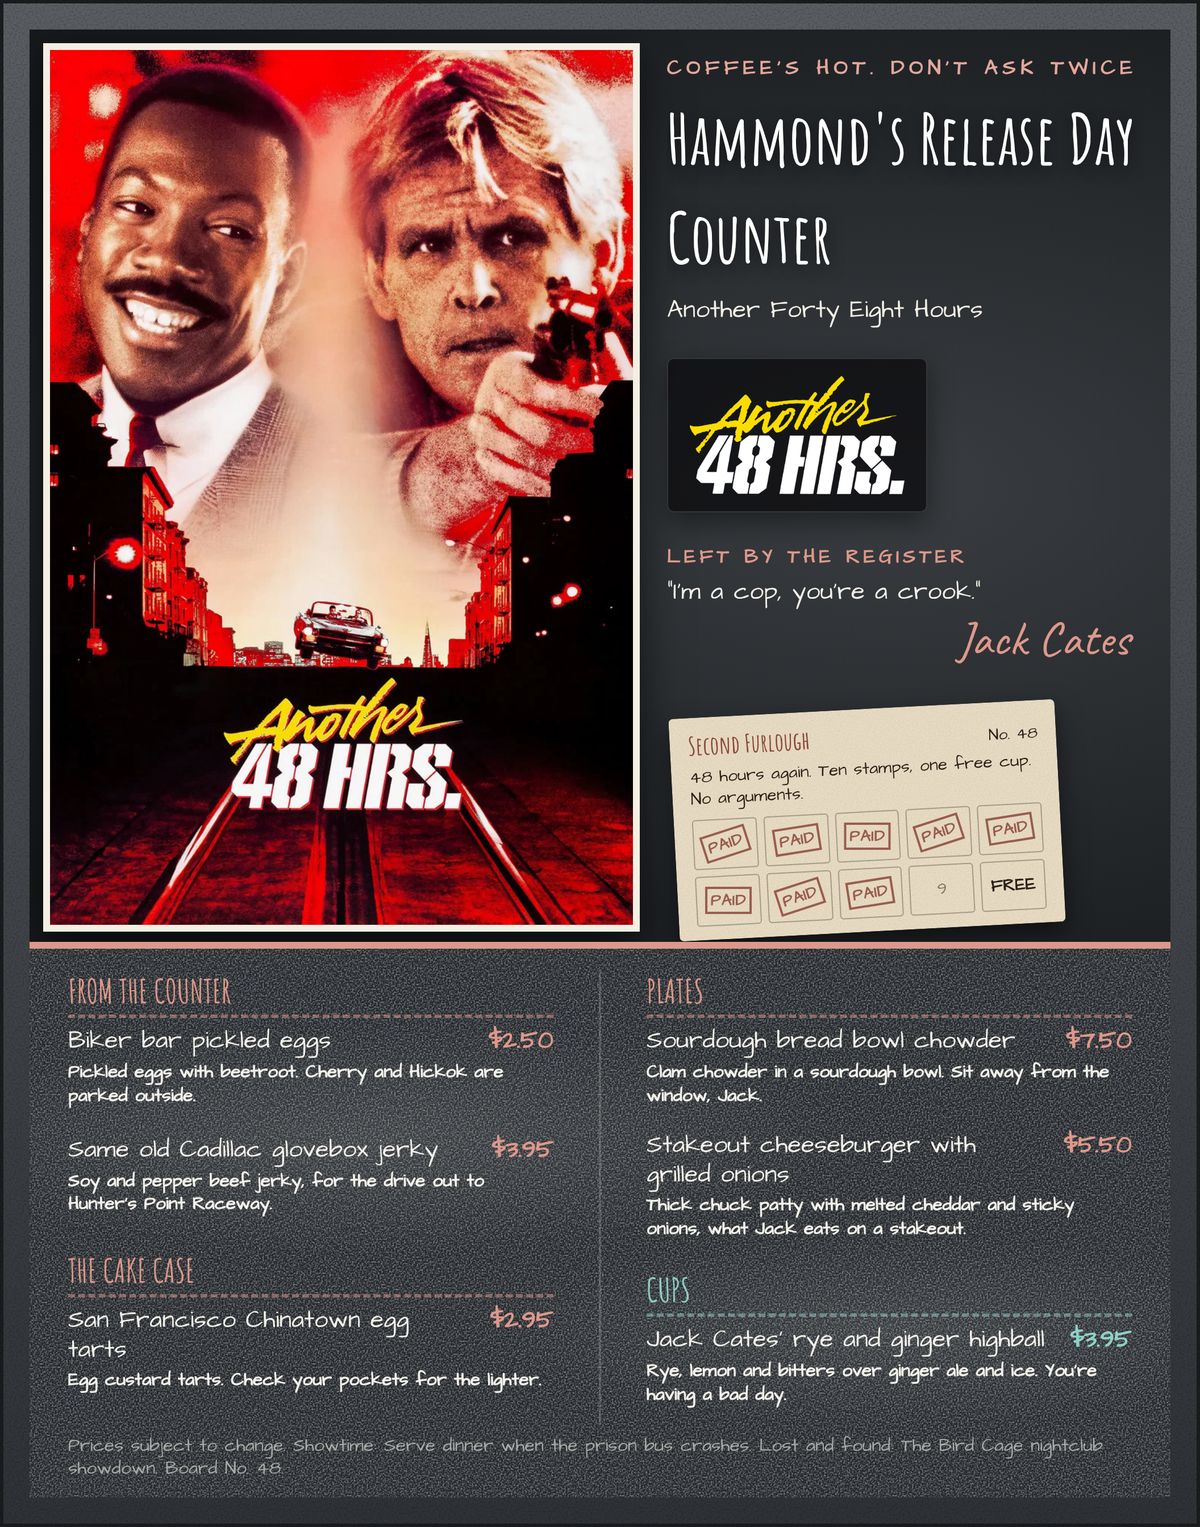 COFFEE'S HOT. DON'T ASK TWICE
HAMMOND'S RELEASE DAY
COUNTER
Another Forty Eight Hours
Another
48 HRS.
LEFT BY THE REGISTER
"I'm a cop, you're a crook."
Jack Cates
Another
48 HRS.
SECOND FURLOUGH No. 48
48 hours again. Ten stamps, one free cup.
No arguments.
PAID PAID PAID PAID PAID
PAID PAID PAID 9 FREE
FROM THE COUNTER
Biker bar pickled eggs $2.50
Pickled eggs with beetroot. Cherry and Hickok are
parked outside.
Same old Cadillac glovebox jerky $3.95
Soy and pepper beef jerky, for the drive out to
Hunter's Point Raceway.
THE CAKE CASE
San Francisco Chinatown egg $2.95
tarts
Egg custard tarts. Check your pockets for the lighter.
PLATES
Sourdough bread bowl chowder $7.50
Clam chowder in a sourdough bowl. Sit away from the
window, Jack.
Stakeout cheeseburger with $5.50
grilled onions
Thick chuck patty with melted cheddar and sticky
onions, what Jack eats on a stakeout.
CUPS
Jack Cates' rye and ginger highball $3.95
Rye, lemon and bitters over ginger ale and ice. You're
having a bad day.
Prices subject to change. Showtime: Serve dinner when the prison bus crashes. Lost and found: The Bird Cage nightclub
showdown. Board No. 48.